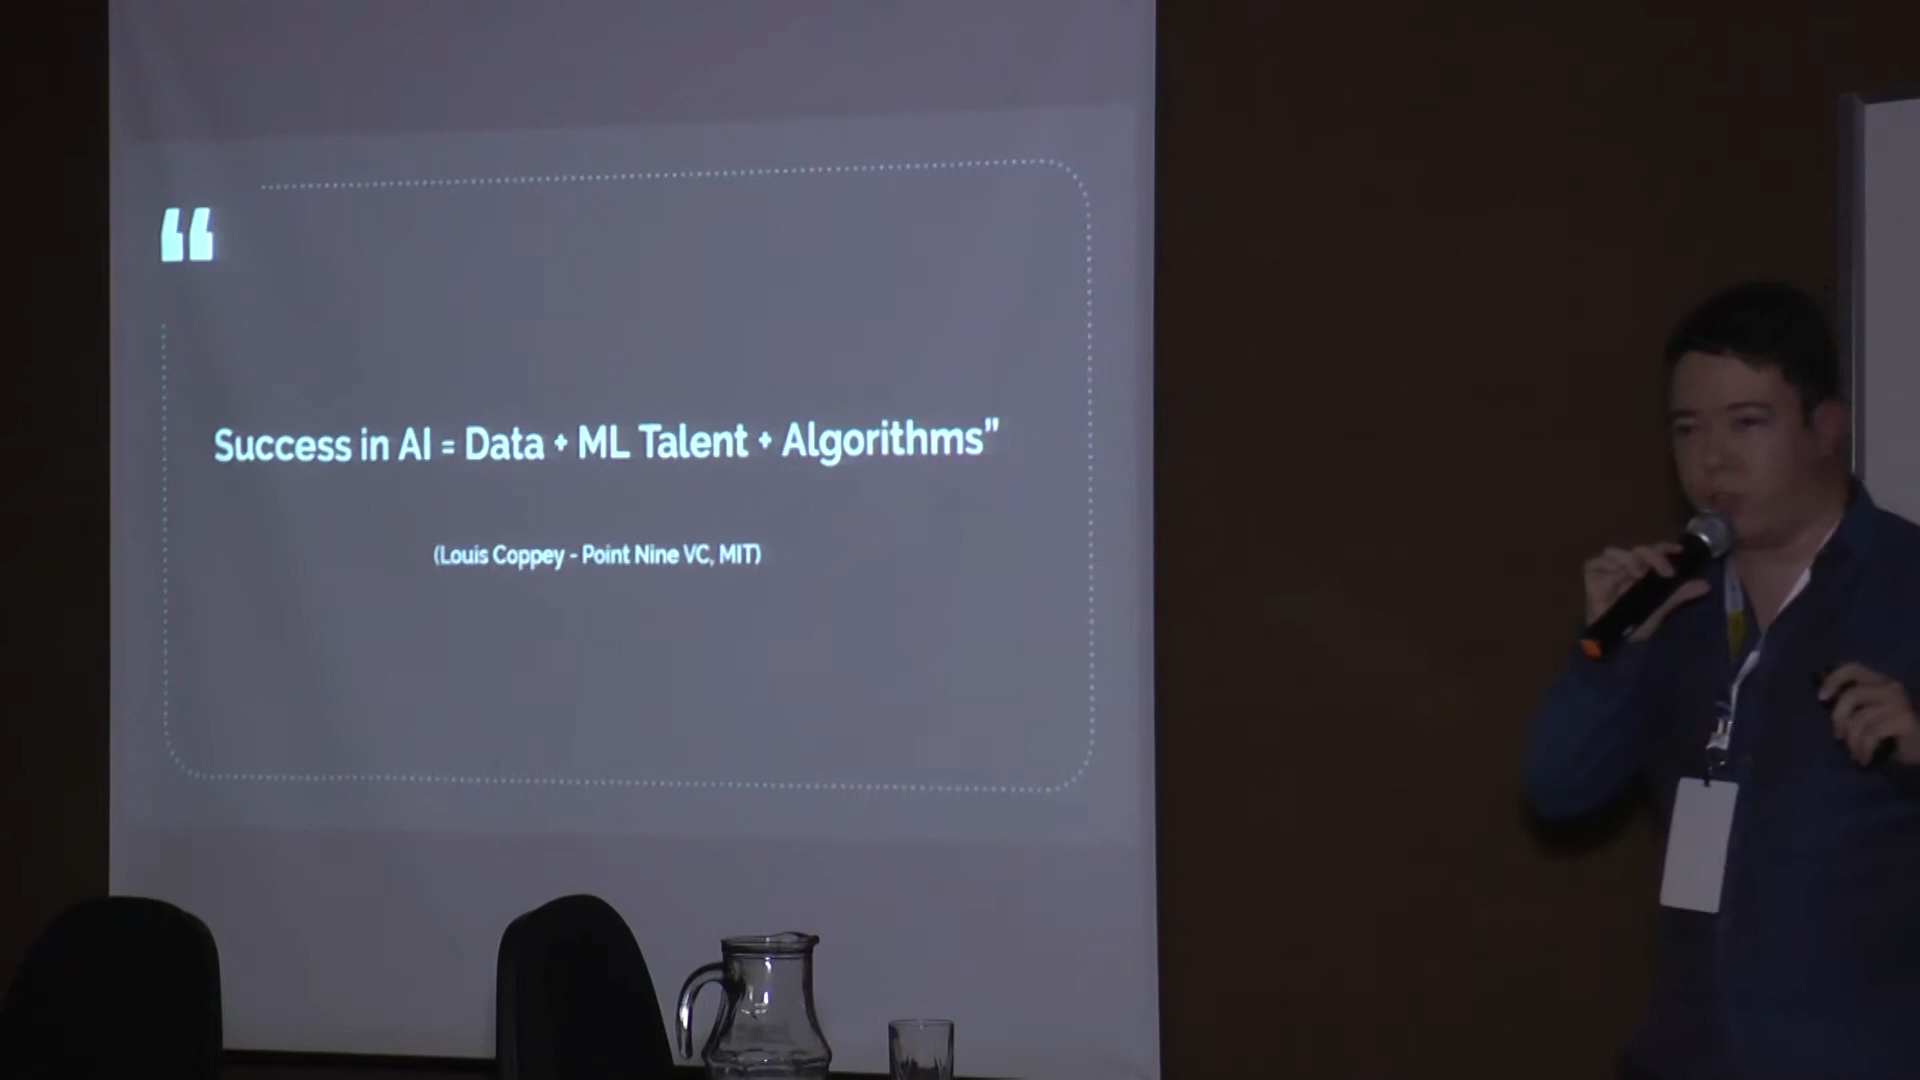 “
Success in AI = Data + ML Talent + Algorithms”
(Louis Coppey - Point Nine VC, MIT)